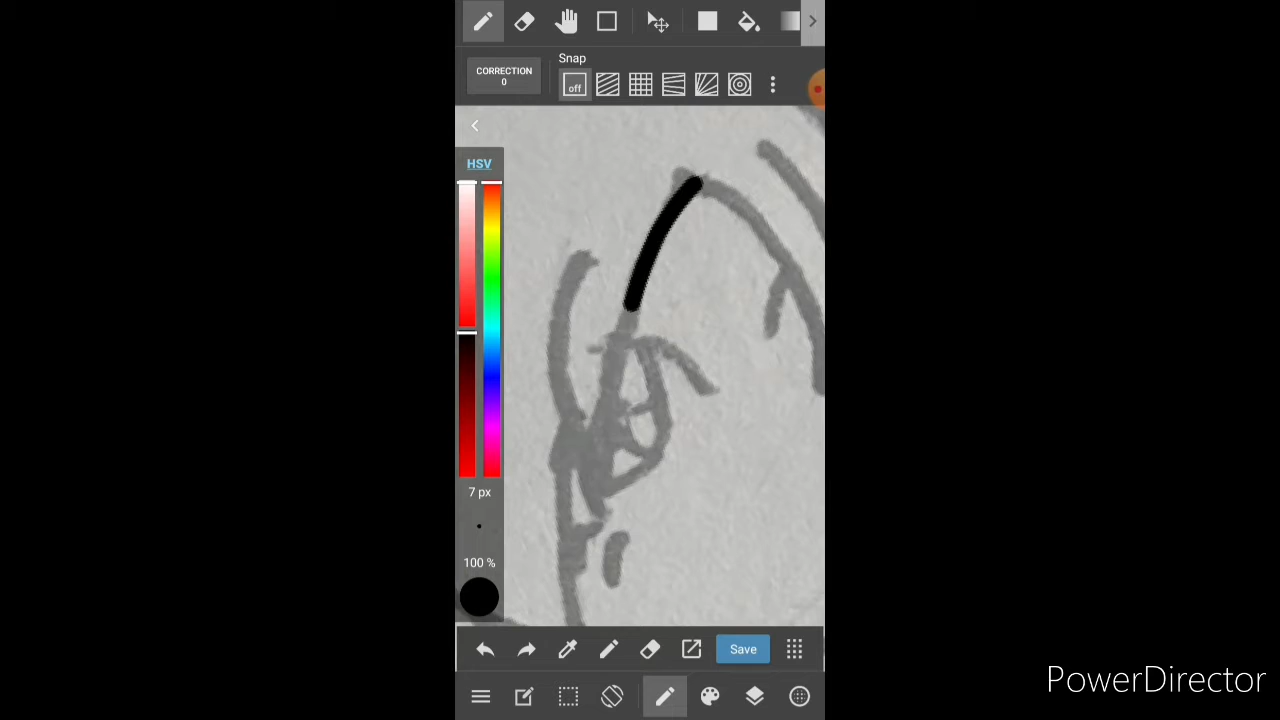 Snap
CORRECTION
0
off
HSV
7 px
100 %
Save
PowerDirector